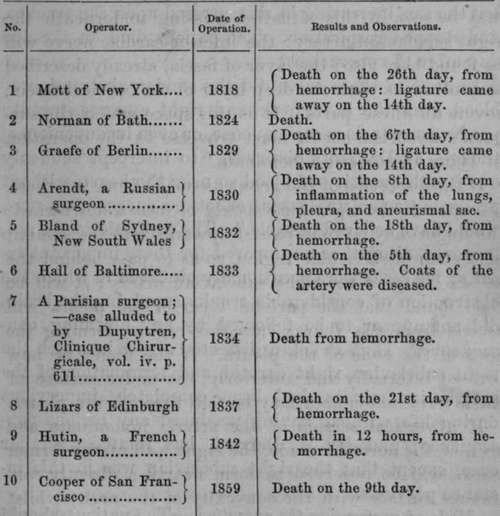 No. Operator. Date of Operation. Results and Observations.
1 Mott of New York.... 1818 Death on the 26th day, from
hemorrhage: ligature came
away on the 14th day.
2 Norman of Bath....... 1824 Death.
3 Graefe of Berlin....... 1829 Death on the 67th day, from
hemorrhage: ligature came
away on the 14th day.
4 Arendt, a Russian
surgeon .............. 1830 Death on the 8th day, from
inflammation of the lungs,
pleura, and aneurismal sac.
5 Bland of Sydney,
New South Wales 1832 Death on the 18th day, from
hemorrhage.
6 Hall of Baltimore..... 1833 Death on the 5th day, from
hemorrhage. Coats of the
artery were diseased.
7 A Parisian surgeon;
—case alluded to
by Dupuytren,
Clinique Chirur-
gicale, vol. iv. p.
611.................... 1834 Death from hemorrhage.
8 Lizars of Edinburgh 1837 Death on the 21st day, from
hemorrhage.
9 Hutin, a French
surgeon............... 1842 Death in 12 hours, from he-
morrhage.
10 Cooper of San Fran-
cisco .................. 1859 Death on the 9th day.